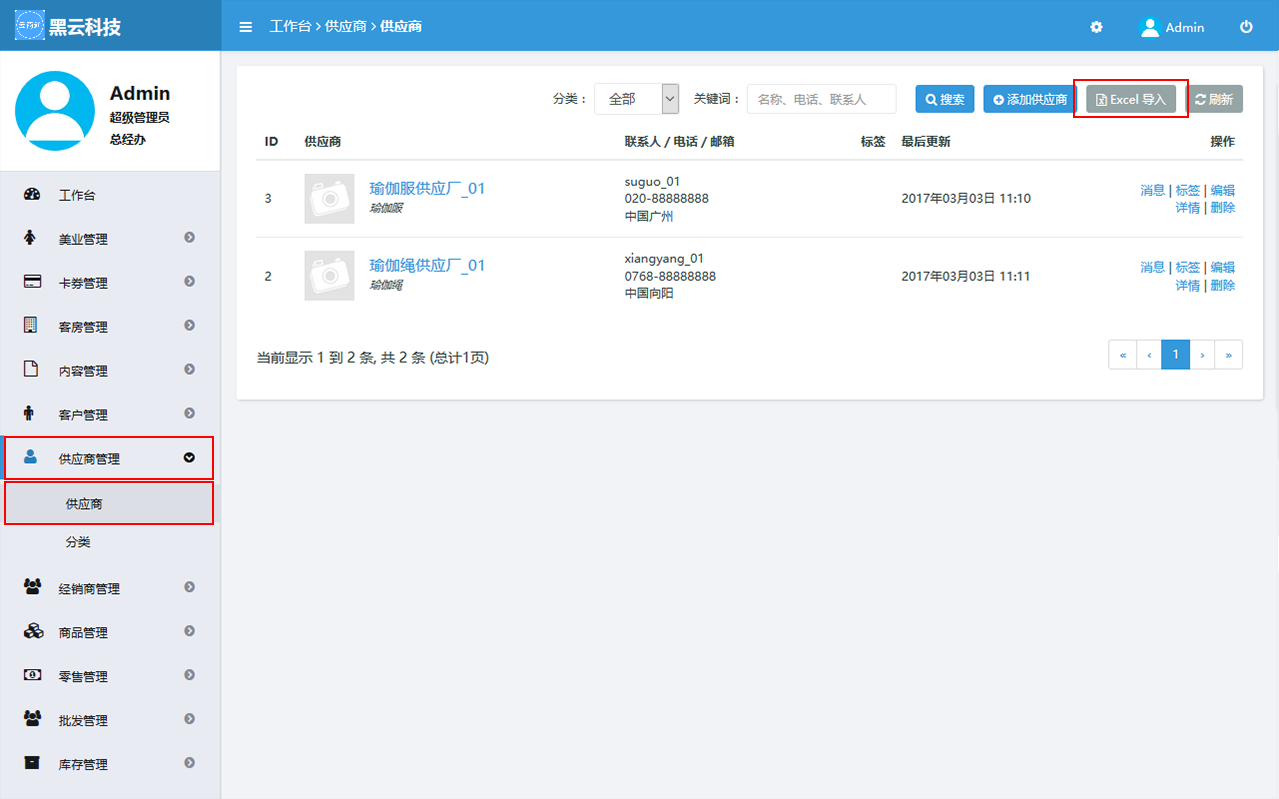 黑云科技
工作台 > 供应商 > 供应商
Admin
Admin
超级管理员
总经办
工作台
美业管理
卡券管理
客房管理
内容管理
客户管理
供应商管理
供应商
分类
经销商管理
商品管理
零售管理
批发管理
库存管理
分类： 全部 关键词： 名称、电话、联系人 搜索 添加供应商 Excel 导入 刷新
ID 供应商 联系人 / 电话 / 邮箱 标签 最后更新 操作
3 瑜伽服供应厂_01
瑜伽服
suguo_01
020-88888888
中国广州
2017年03月03日 11:10
消息 | 标签 | 编辑
详情 | 删除
2 瑜伽绳供应厂_01
瑜伽绳
xiangyang_01
0768-88888888
中国向阳
2017年03月03日 11:11
消息 | 标签 | 编辑
详情 | 删除
当前显示 1 到 2 条, 共 2 条 (总计1页)
« ‹ 1 › »